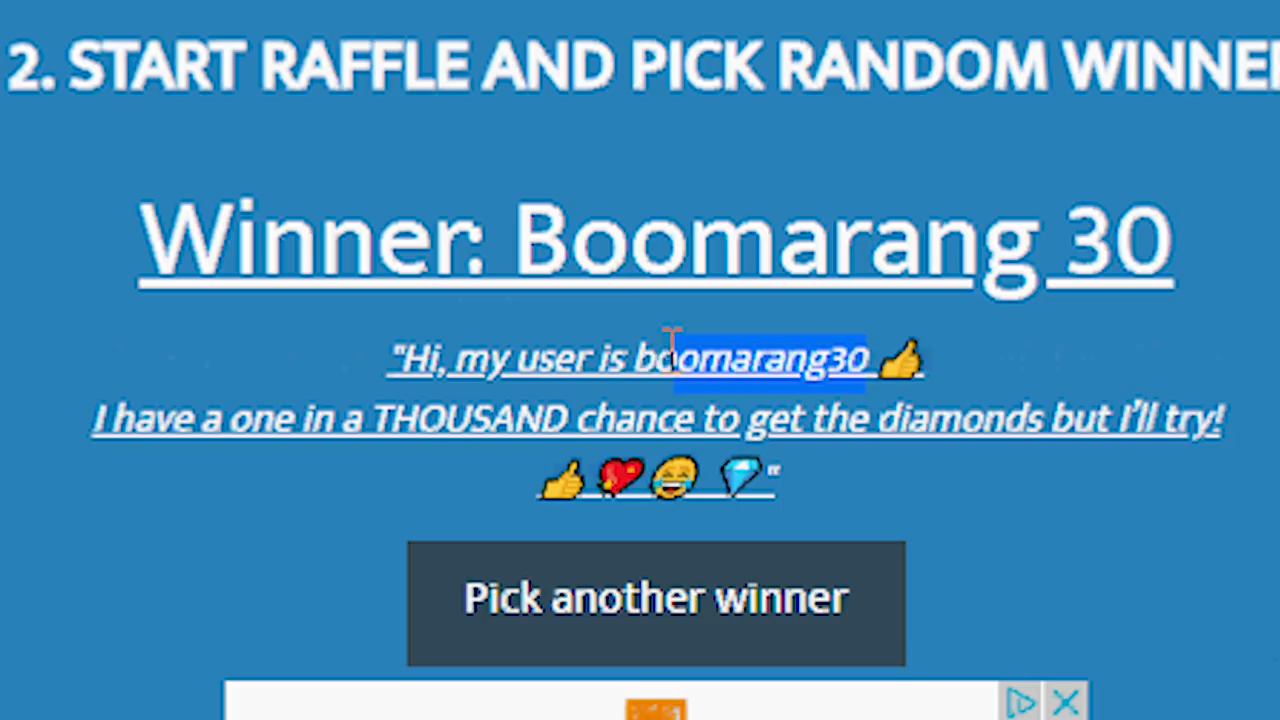 2. START RAFFLE AND PICK RANDOM WINNER
Winner: Boomarang 30
"Hi, my user is boomarang30 👍
I have a one in a THOUSAND chance to get the diamonds but I'll try!
👍💖😂 💎"
Pick another winner